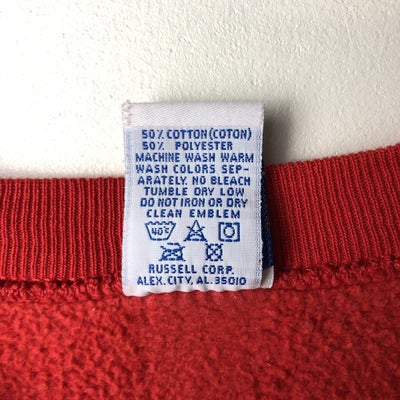 50% COTTON (COTON)
50% POLYESTER
MACHINE WASH WARM
WASH COLORS SEP-
ARATELY. NO BLEACH
TUMBLE DRY LOW
DO NOT IRON OR DRY
CLEAN EMBLEM
40°C
RUSSELL CORP.
ALEX. CITY, AL. 35010